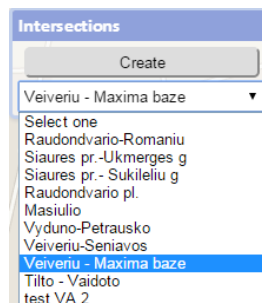 Intersections
Create
Veiveriu - Maxima baze
Select one
Raudondvario-Romaniu
Siaures pr.-Ukmerges g
Siaures pr.- Sukileliu g
Raudondvario pl.
Masiulio
Vyduno-Petrausko
Veiveriu-Seniavos
Veiveriu - Maxima baze
Tilto - Vaidoto
test VA 2